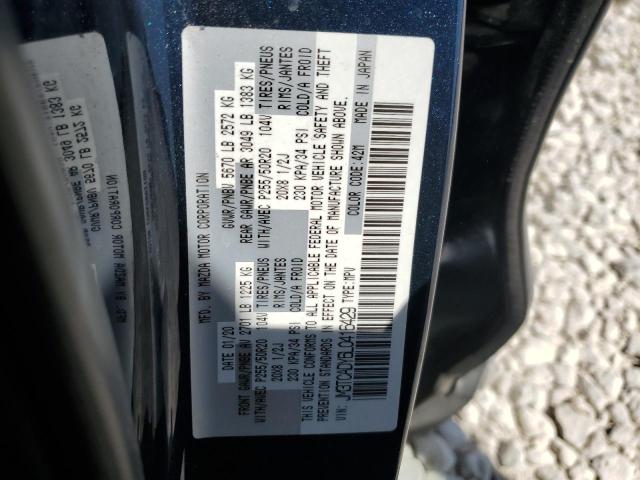 MFD. BY MAZDA MOTOR CORPORATION
DATE: 01/20 GVWR/PNBV 5670 LB 2572 KG
FRONT GAWR/PNBE AV 2701 LB 1225 KG REAR GAWR/PNBE AR 3049 LB 1383 KG
WITH/AVEC P255/50R20 104V TIRES/PNEUS WITH/AVEC P255/50R20 104V TIRES/PNEUS
20X8 1/2J RIMS/JANTES 20X8 1/2J RIMS/JANTES
230 KPA/34 PSI COLD/A FROID 230 KPA/34 PSI COLD/A FROID
THIS VEHICLE CONFORMS TO ALL APPLICABLE FEDERAL MOTOR VEHICLE SAFETY AND THEFT
PREVENTION STANDARDS IN EFFECT ON THE DATE OF MANUFACTURE SHOWN ABOVE.
VIN: JM3TCADY6L0415429 TYPE: MPV COLOR CODE: 42M MADE IN JAPAN